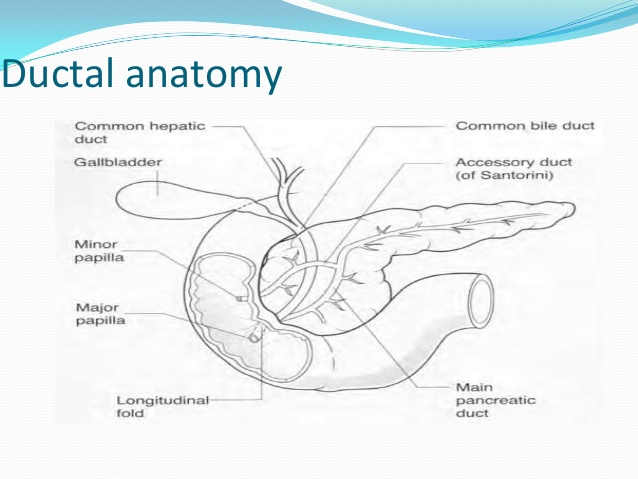 Ductal anatomy
Common hepatic
duct
Common bile duct
Gallbladder
Accessory duct
(of Santorini)
Minor
papilla
Major
papilla
Longitudinal
fold
Main
pancreatic
duct